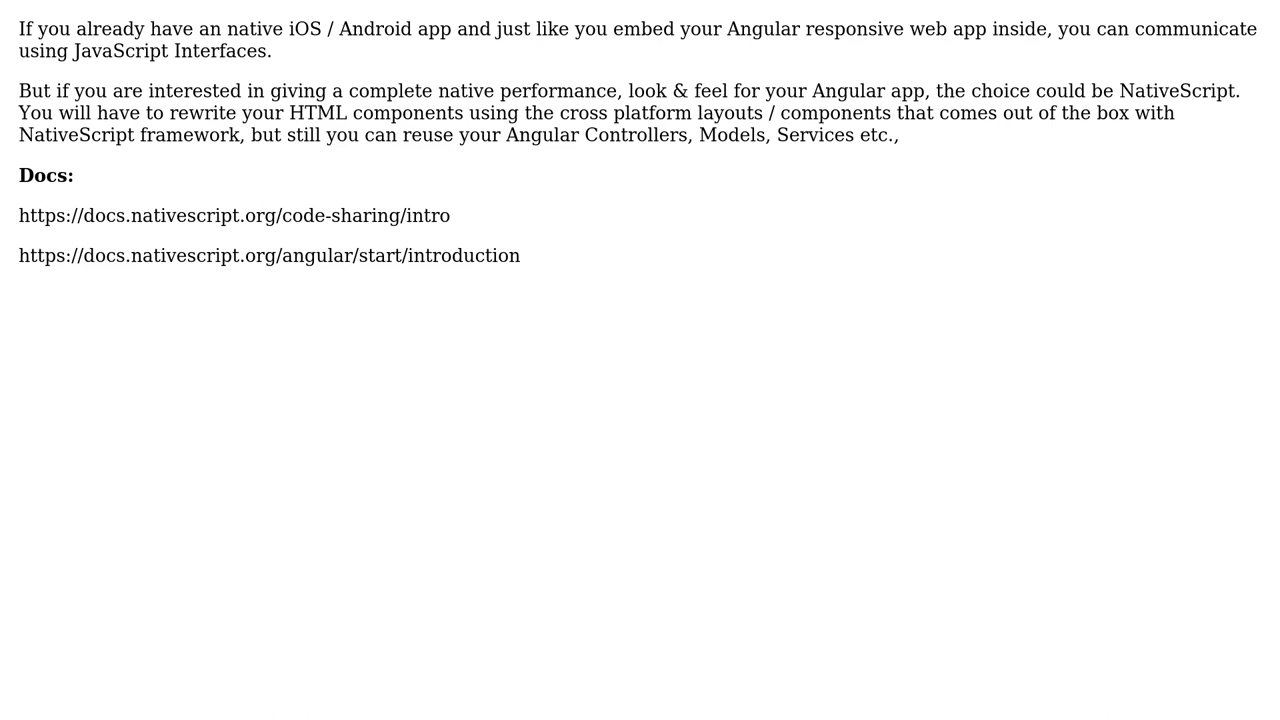 If you already have an native iOS / Android app and just like you embed your Angular responsive web app inside, you can communicate
using JavaScript Interfaces.
But if you are interested in giving a complete native performance, look & feel for your Angular app, the choice could be NativeScript.
You will have to rewrite your HTML components using the cross platform layouts / components that comes out of the box with
NativeScript framework, but still you can reuse your Angular Controllers, Models, Services etc.,
Docs:
https://docs.nativescript.org/code-sharing/intro
https://docs.nativescript.org/angular/start/introduction